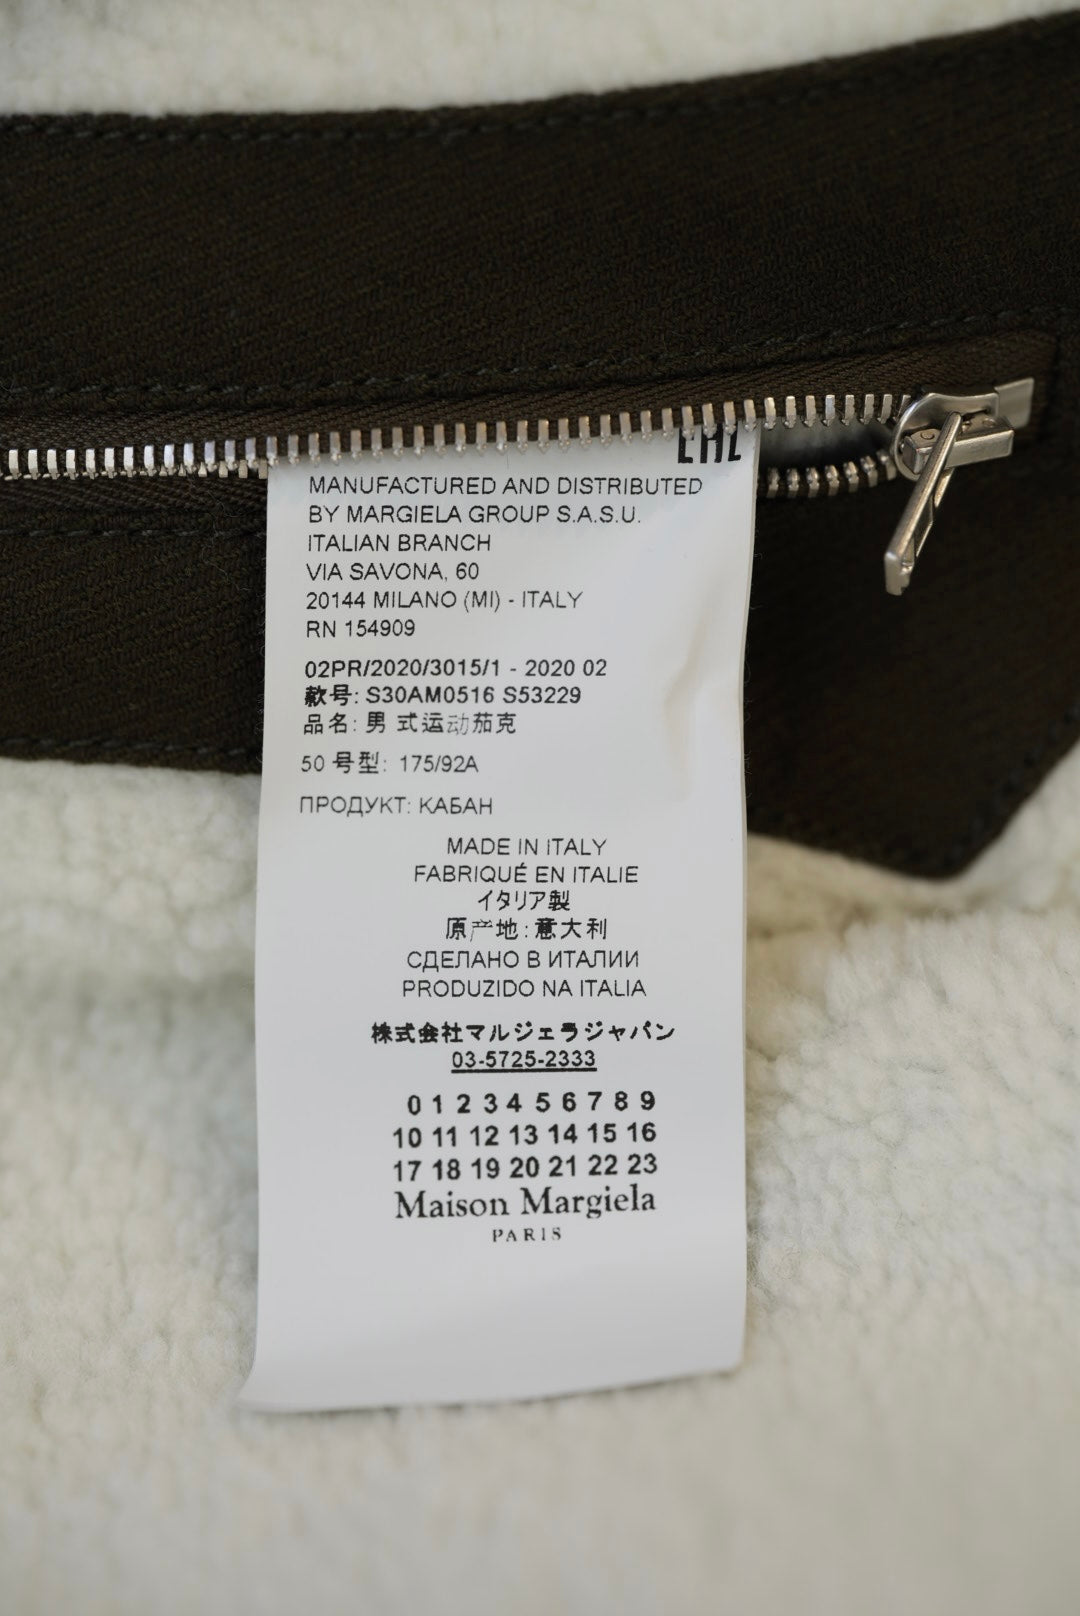 EAC
MANUFACTURED AND DISTRIBUTED
BY MARGIELA GROUP S.A.S.U.
ITALIAN BRANCH
VIA SAVONA, 60
20144 MILANO (MI) - ITALY
RN 154909
02PR/2020/3015/1 - 2020 02
款号: S30AM0516 S53229
品名: 男 式运动茄克
50 号型: 175/92A
ПРОДУКТ: КАБАН
MADE IN ITALY
FABRIQUÉ EN ITALIE
イタリア製
原产地:意大利
СДЕЛАНО В ИТАЛИИ
PRODUZIDO NA ITALIA
株式会社マルジェラジャパン
03-5725-2333
0 1 2 3 4 5 6 7 8 9
10 11 12 13 14 15 16
17 18 19 20 21 22 23
Maison Margiela
PARIS